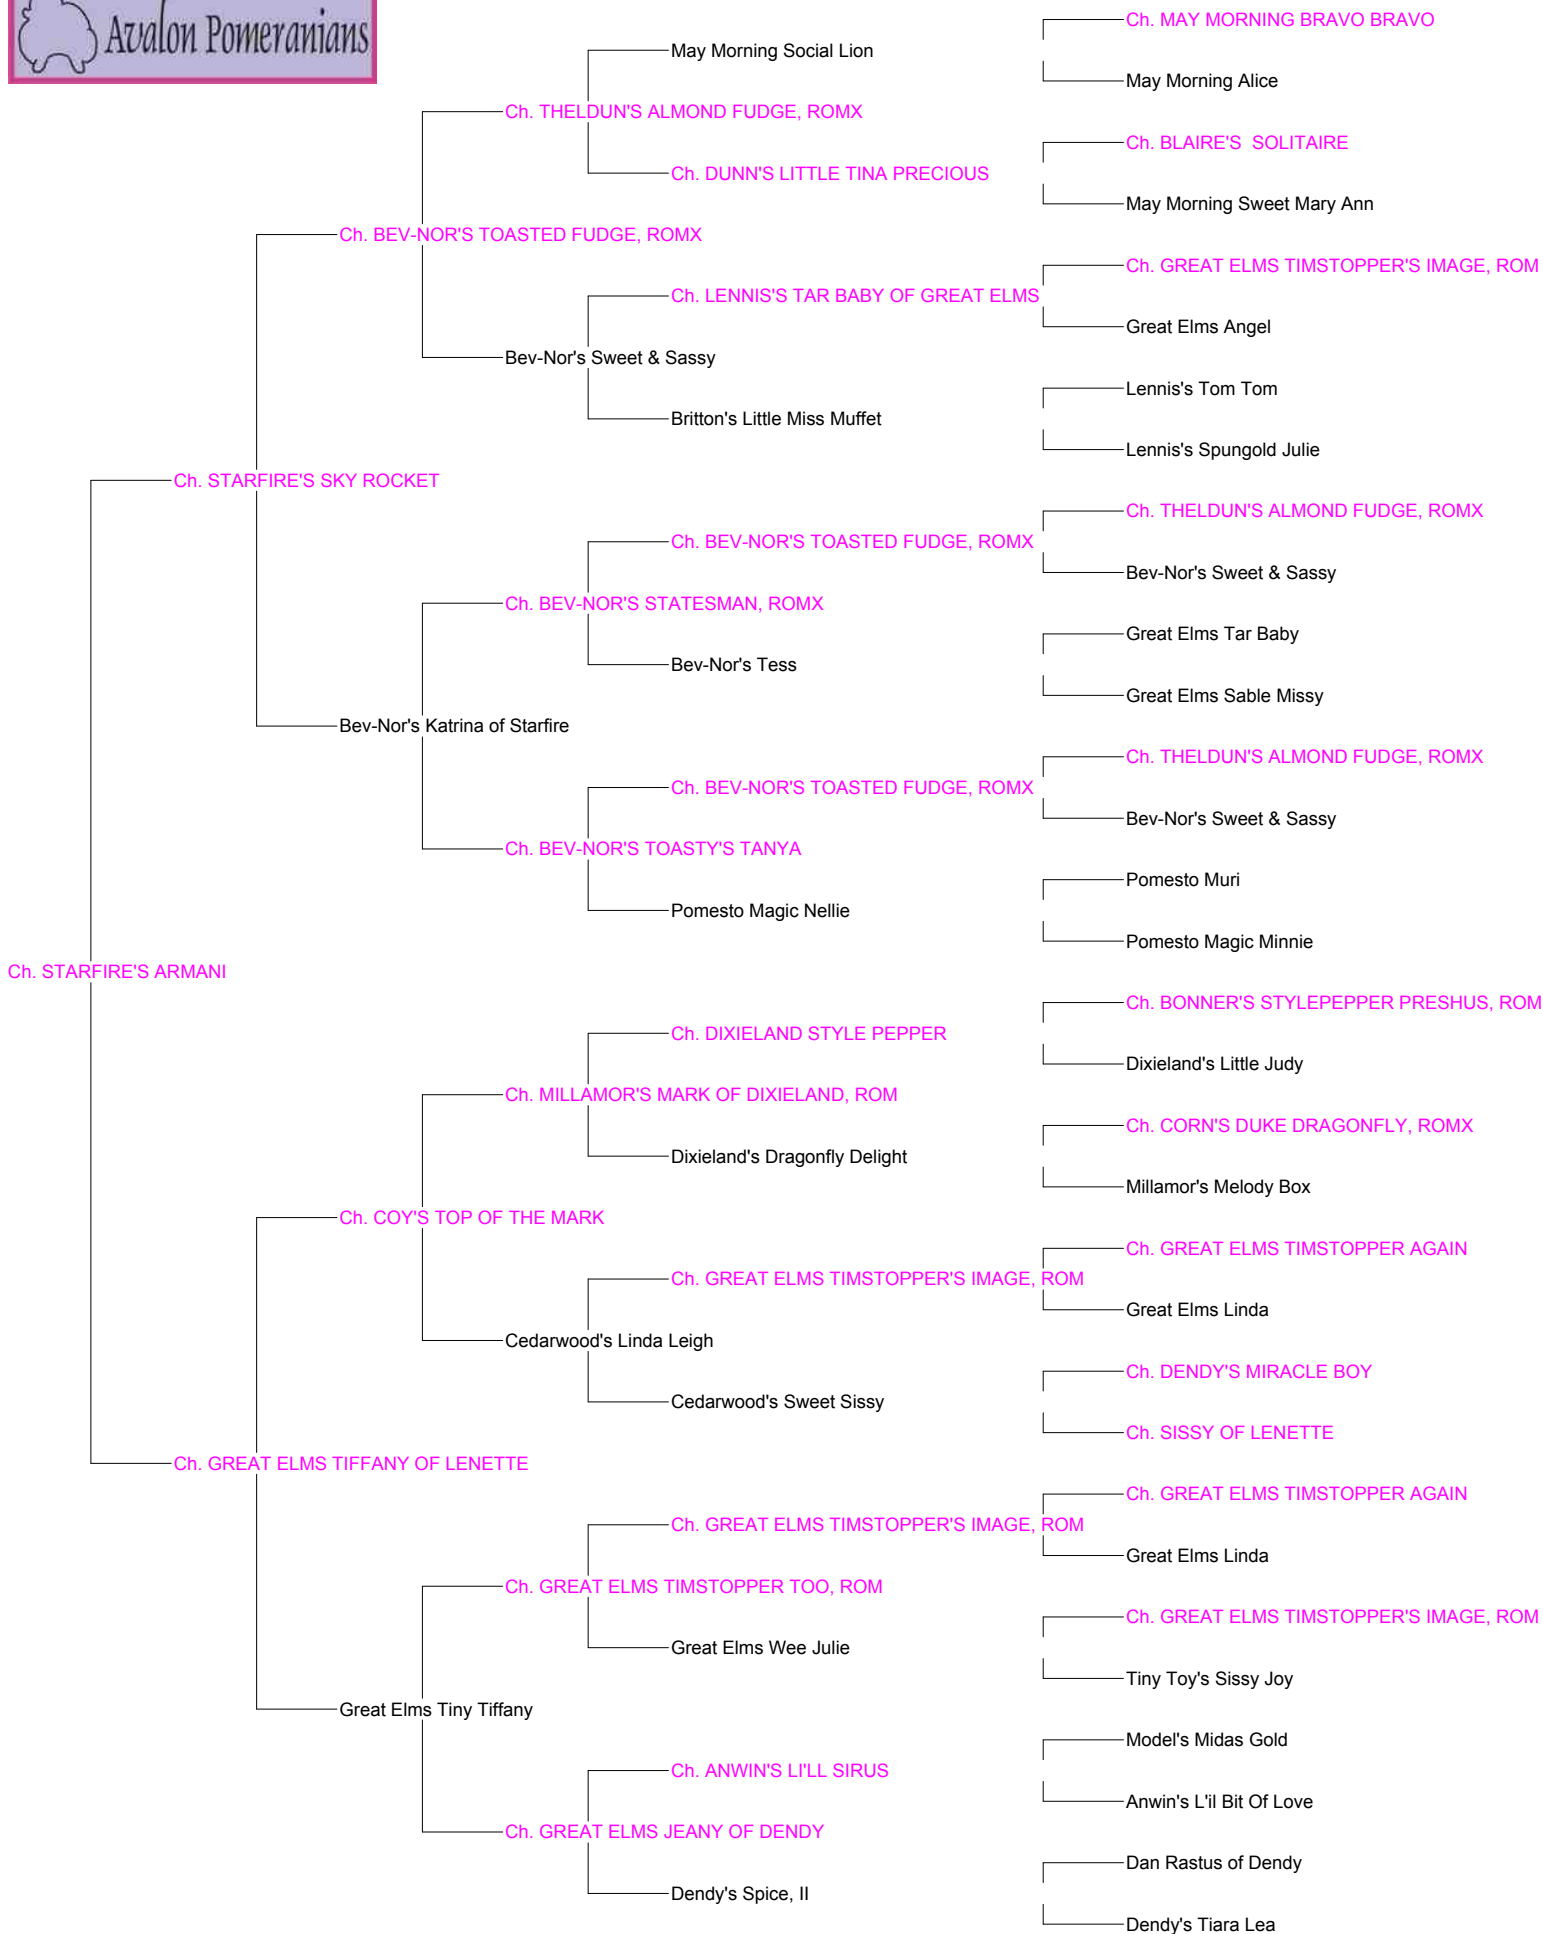 Avalon Pomeranians
Ch. MAY MORNING BRAVO BRAVO
May Morning Social Lion
May Morning Alice
Ch. THELDUN'S ALMOND FUDGE, ROMX
Ch. BLAIRE'S  SOLITAIRE
Ch. DUNN'S LITTLE TINA PRECIOUS
May Morning Sweet Mary Ann
Ch. BEV-NOR'S TOASTED FUDGE, ROMX
Ch. GREAT ELMS TIMSTOPPER'S IMAGE, ROM
Ch. LENNIS'S TAR BABY OF GREAT ELMS
Great Elms Angel
Bev-Nor's Sweet & Sassy
Lennis's Tom Tom
Britton's Little Miss Muffet
Lennis's Spungold Julie
Ch. STARFIRE'S SKY ROCKET
Ch. THELDUN'S ALMOND FUDGE, ROMX
Ch. BEV-NOR'S TOASTED FUDGE, ROMX
Bev-Nor's Sweet & Sassy
Ch. BEV-NOR'S STATESMAN, ROMX
Great Elms Tar Baby
Bev-Nor's Tess
Great Elms Sable Missy
Bev-Nor's Katrina of Starfire
Ch. THELDUN'S ALMOND FUDGE, ROMX
Ch. BEV-NOR'S TOASTED FUDGE, ROMX
Bev-Nor's Sweet & Sassy
Ch. BEV-NOR'S TOASTY'S TANYA
Pomesto Muri
Pomesto Magic Nellie
Pomesto Magic Minnie
Ch. STARFIRE'S ARMANI
Ch. BONNER'S STYLEPEPPER PRESHUS, ROM
Ch. DIXIELAND STYLE PEPPER
Dixieland's Little Judy
Ch. MILLAMOR'S MARK OF DIXIELAND, ROM
Ch. CORN'S DUKE DRAGONFLY, ROMX
Dixieland's Dragonfly Delight
Millamor's Melody Box
Ch. COY'S TOP OF THE MARK
Ch. GREAT ELMS TIMSTOPPER AGAIN
Ch. GREAT ELMS TIMSTOPPER'S IMAGE, ROM
Great Elms Linda
Cedarwood's Linda Leigh
Ch. DENDY'S MIRACLE BOY
Cedarwood's Sweet Sissy
Ch. SISSY OF LENETTE
Ch. GREAT ELMS TIFFANY OF LENETTE
Ch. GREAT ELMS TIMSTOPPER AGAIN
Ch. GREAT ELMS TIMSTOPPER'S IMAGE, ROM
Great Elms Linda
Ch. GREAT ELMS TIMSTOPPER TOO, ROM
Ch. GREAT ELMS TIMSTOPPER'S IMAGE, ROM
Great Elms Wee Julie
Tiny Toy's Sissy Joy
Great Elms Tiny Tiffany
Model's Midas Gold
Ch. ANWIN'S LI'LL SIRUS
Anwin's L'il Bit Of Love
Ch. GREAT ELMS JEANY OF DENDY
Dan Rastus of Dendy
Dendy's Spice, II
Dendy's Tiara Lea